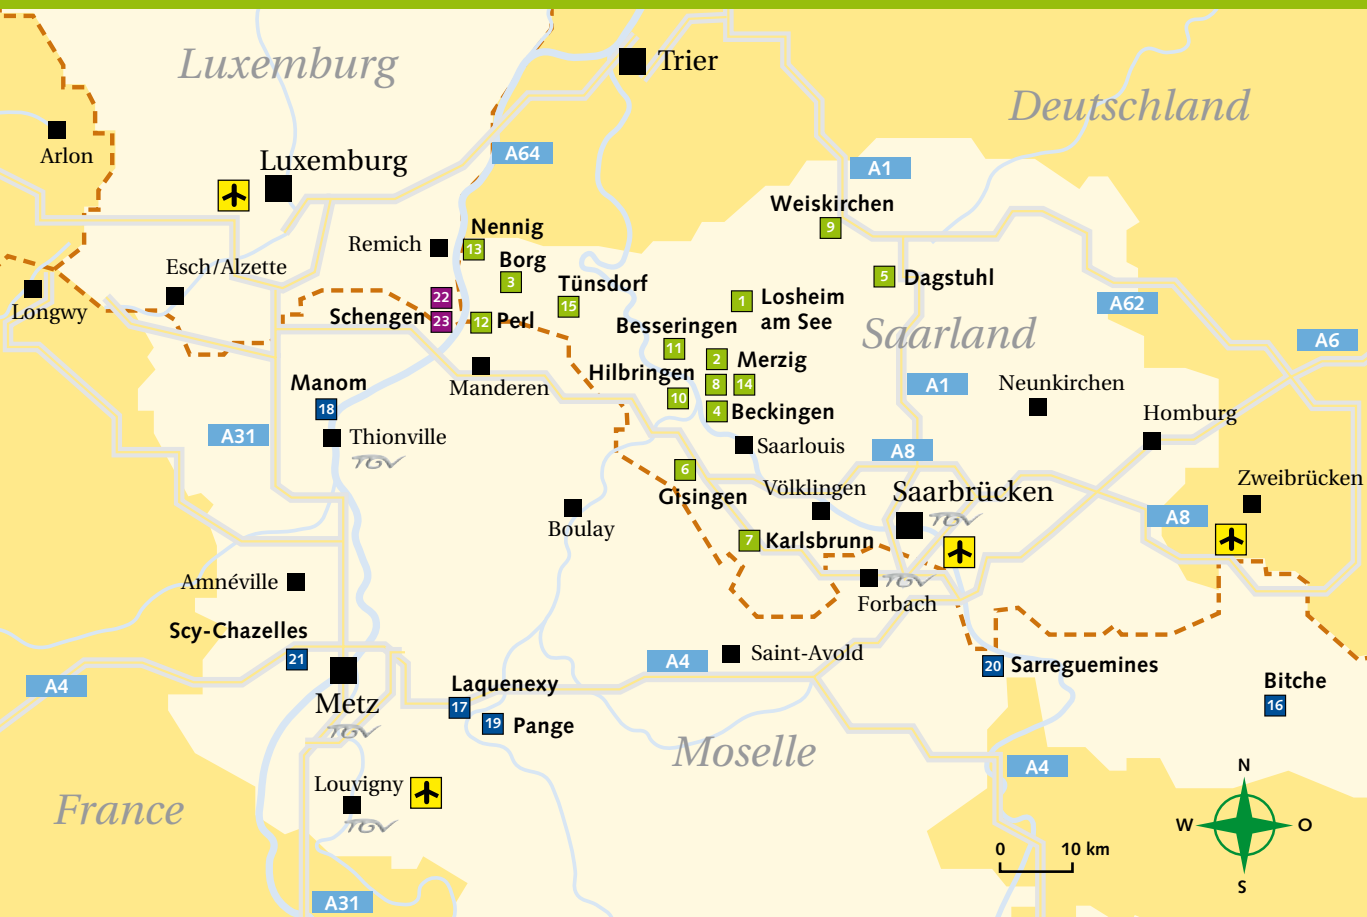 Luxemburg
Trier
Deutschland
Arlon
A64
Luxemburg
A1
Weiskirchen
9
Nennig
Remich
13
Borg
3
Esch/Alzette
Tünsdorf
15
5 Dagstuhl
Longwy
22
Schengen 23
12 Perl
1 Losheim
am See
A62
Besseringen
11
Saarland
A6
2 Merzig
8 14
Hilbringen
10
4 Beckingen
Manderen
Manom
18
A1
Neunkirchen
Homburg
A31
Thionville
TGV
Saarlouis
A8
6
Gisingen
Völklingen
Saarbrücken
TGV
Zweibrücken
A8
Boulay
7 Karlsbrunn
Amnéville
TGV
Forbach
Scy-Chazelles
21
A4
Saint-Avold
20 Sarreguemines
A4
Metz
TGV
Laquenexy
17
19 Pange
Bitche
16
Moselle
France
Louvigny
TGV
A4
N
W O
S
0 10 km
A31